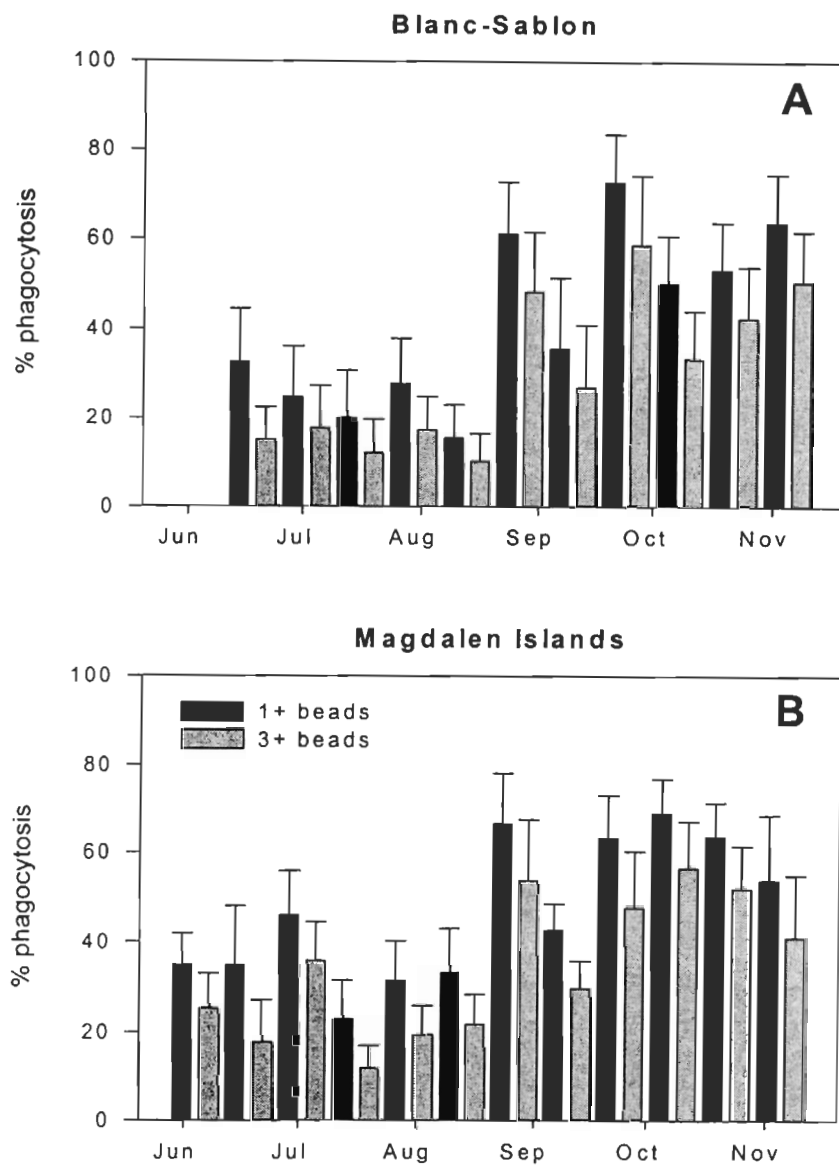 Blanc-Sablon
A
100
80
60
40
20
0
% phagocytosis
Jun Jul Aug Sep Oct Nov
Magdalen Islands
B
1+ beads
3+ beads
100
80
60
40
20
0
% phagocytosis
Jun Jul Aug Sep Oct Nov